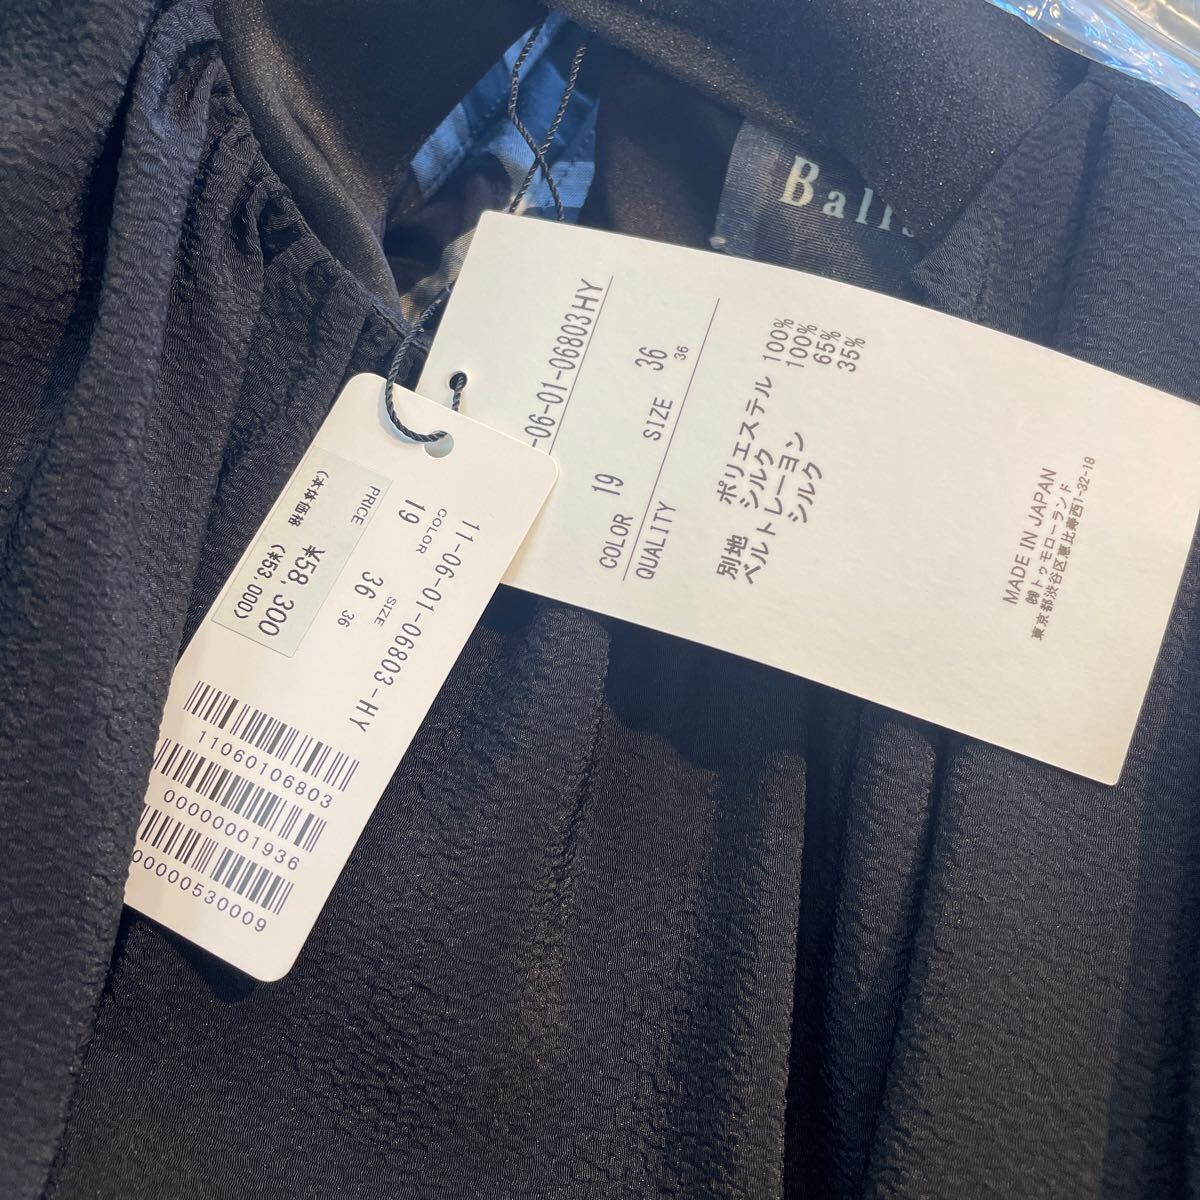 Ball
-06-01-06803HY
COLOR 19 SIZE 36
36
QUALITY
ポリエステル 100%
別地 シルク 100%
ベルトレーヨン 65%
シルク 35%
MADE IN JAPAN
㈱トゥモローランド
東京都渋谷区恵比寿西1-32-18
11-06-01-06803-HY
COLOR SIZE
19 36 36
PRICE ¥58,300
(本体価格 (¥53,000)
11060106803
00000001936
00000530009